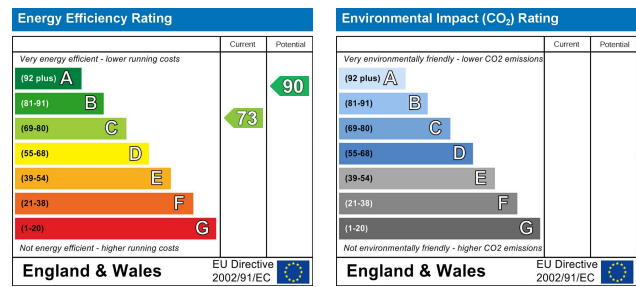 Energy Efficiency Rating
Current Potential
Very energy efficient - lower running costs
(92 plus) A
(81-91) B
(69-80) C
(55-68) D
(39-54) E
(21-38) F
(1-20) G
73
90
Not energy efficient - higher running costs
England & Wales
EU Directive
2002/91/EC
Environmental Impact (CO2) Rating
Current Potential
Very environmentally friendly - lower CO2 emissions
(92 plus) A
(81-91) B
(69-80) C
(55-68) D
(39-54) E
(21-38) F
(1-20) G
Not environmentally friendly - higher CO2 emissions
England & Wales
EU Directive
2002/91/EC